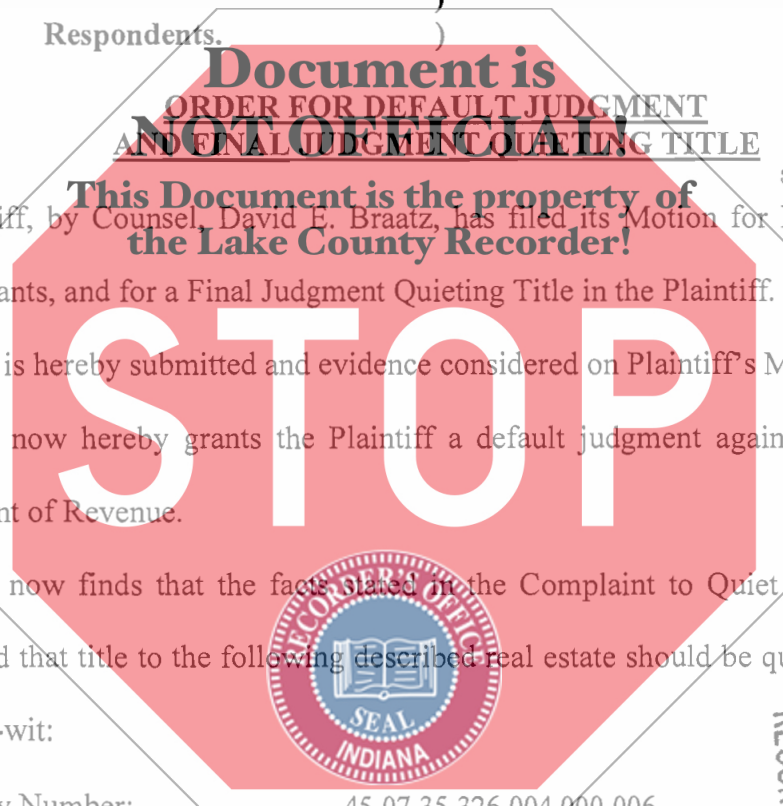 Respondents. )
Document is
ORDER FOR DEFAULT JUDGMENT
NOT OFFICIAL!
AND FINAL JUDGMENT QUIETING TITLE
This Document is the property of
iff, by Counsel, David E. Braatz, has filed its Motion for
the Lake County Recorder!
ants, and for a Final Judgment Quieting Title in the Plaintiff.
is hereby submitted and evidence considered on Plaintiff's M
STOP
now hereby grants the Plaintiff a default judgment again
nt of Revenue.
now finds that the facts stated in the Complaint to Quiet
d that title to the following described real estate should be qu
RECORDER'S OFFICE
SEAL
INDIANA
-wit:
y Number: 45-07-35-326-004.000-006